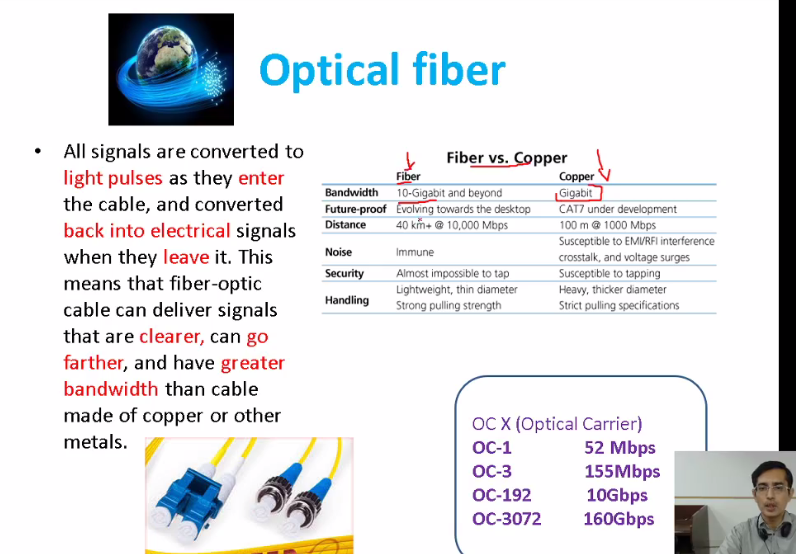 Optical fiber
• All signals are converted to
light pulses as they enter
the cable, and converted
back into electrical signals
when they leave it. This
means that fiber-optic
cable can deliver signals
that are clearer, can go
farther, and have greater
bandwidth than cable
made of copper or other
metals.
Fiber vs. Copper
Fiber Copper
Bandwidth 10-Gigabit and beyond Gigabit
Future-proof Evolving towards the desktop CAT7 under development
Distance 40 km+ @ 10,000 Mbps 100 m @ 1000 Mbps
Noise Immune Susceptible to EMI/RFI interference
crosstalk, and voltage surges
Security Almost impossible to tap Susceptible to tapping
Handling Lightweight, thin diameter Heavy, thicker diameter
Strong pulling strength Strict pulling specifications
OC X (Optical Carrier)
OC-1 52 Mbps
OC-3 155Mbps
OC-192 10Gbps
OC-3072 160Gbps